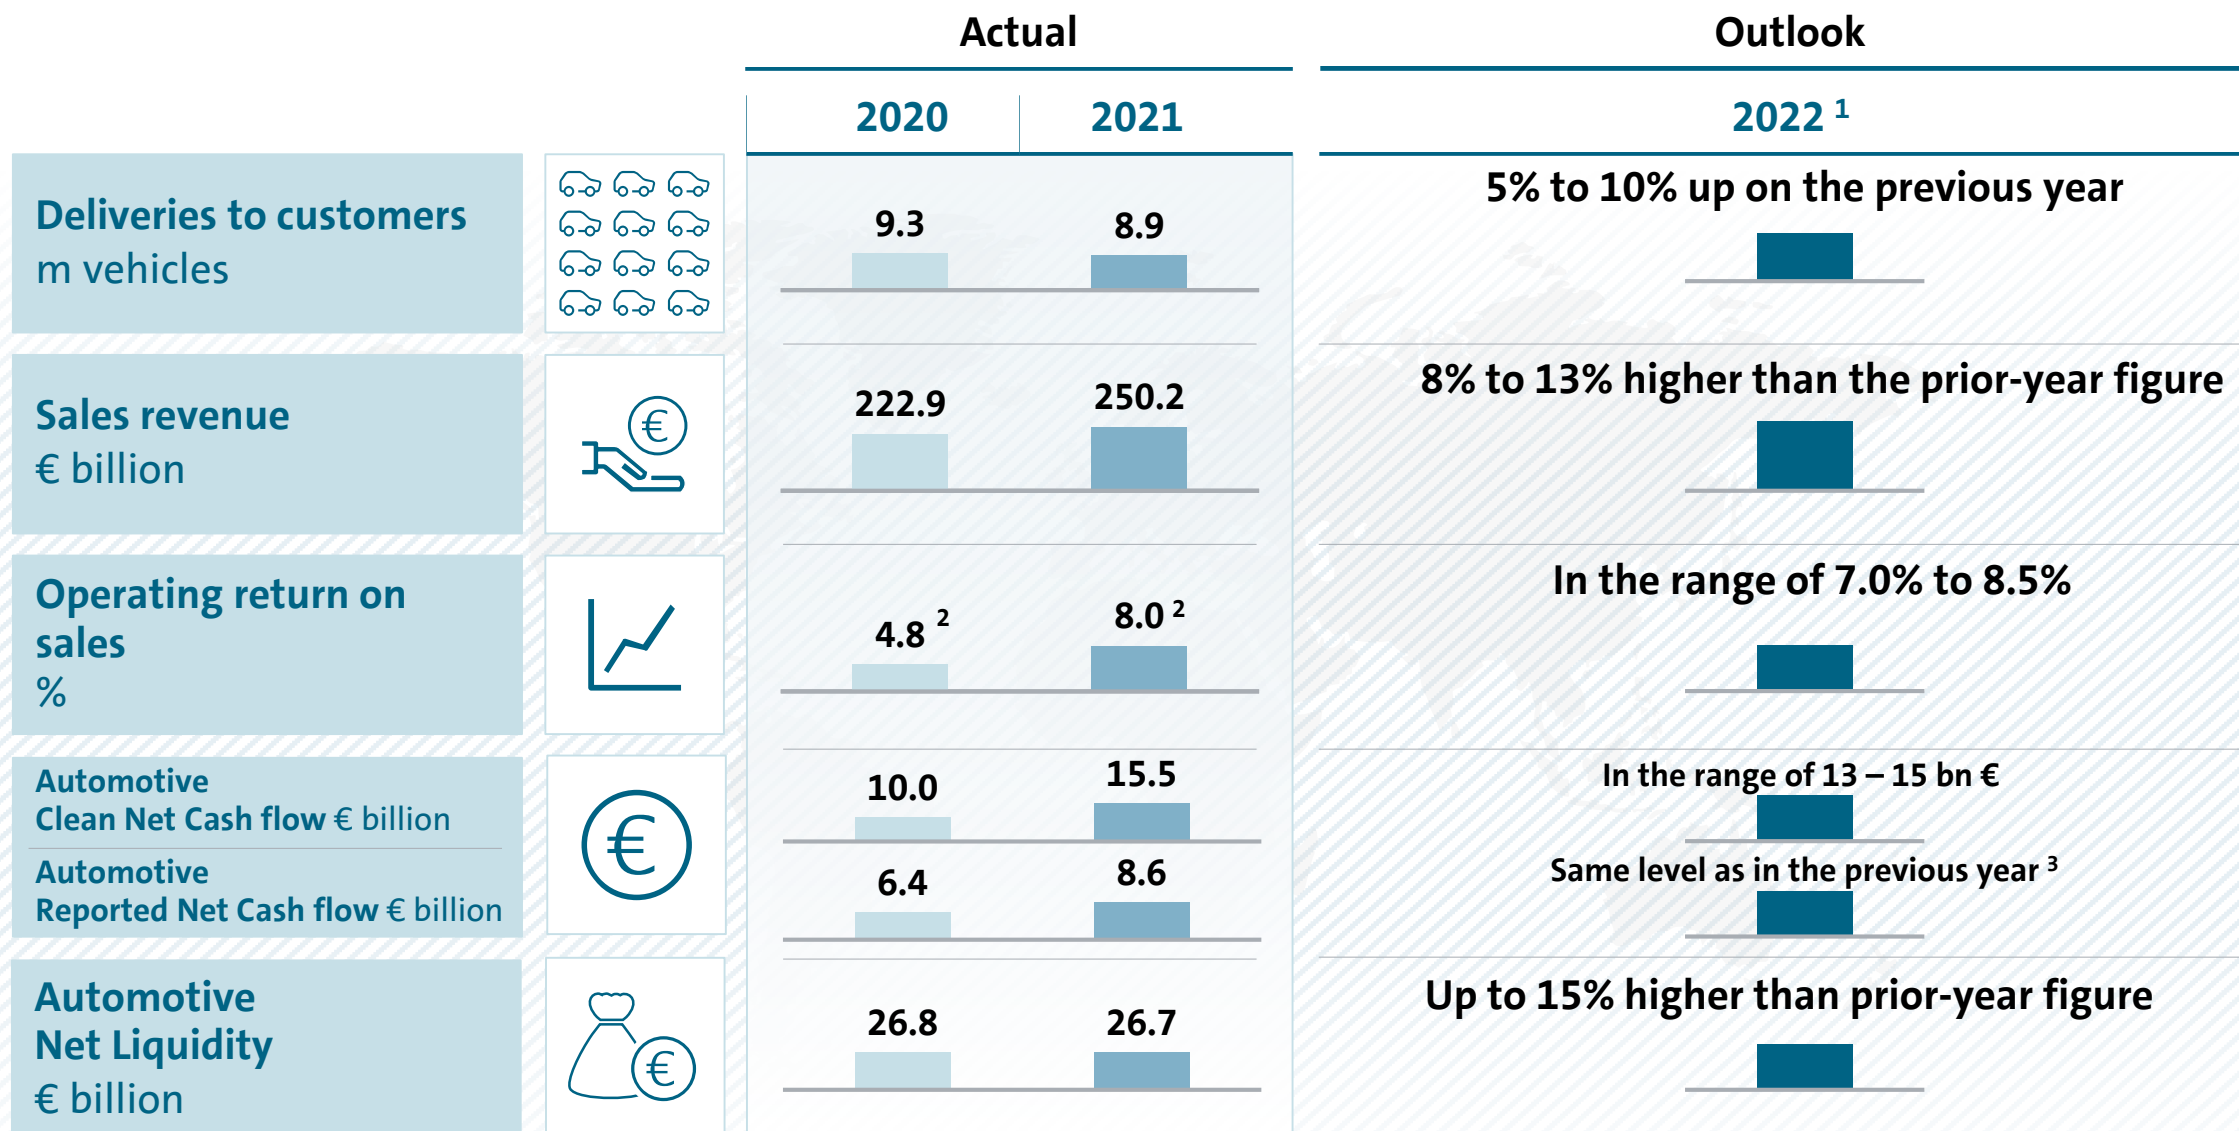 Actual
Outlook
2020
2021
2022 ¹
Deliveries to customers
m vehicles
9.3
8.9
5% to 10% up on the previous year
Sales revenue
€ billion
€
222.9
250.2
8% to 13% higher than the prior-year figure
Operating return on
sales
%
4.8 ²
8.0 ²
In the range of 7.0% to 8.5%
Automotive
Clean Net Cash flow € billion
€
10.0
15.5
In the range of 13 – 15 bn €
Automotive
Reported Net Cash flow € billion
6.4
8.6
Same level as in the previous year ³
Automotive
Net Liquidity
€ billion
€
26.8
26.7
Up to 15% higher than prior-year figure